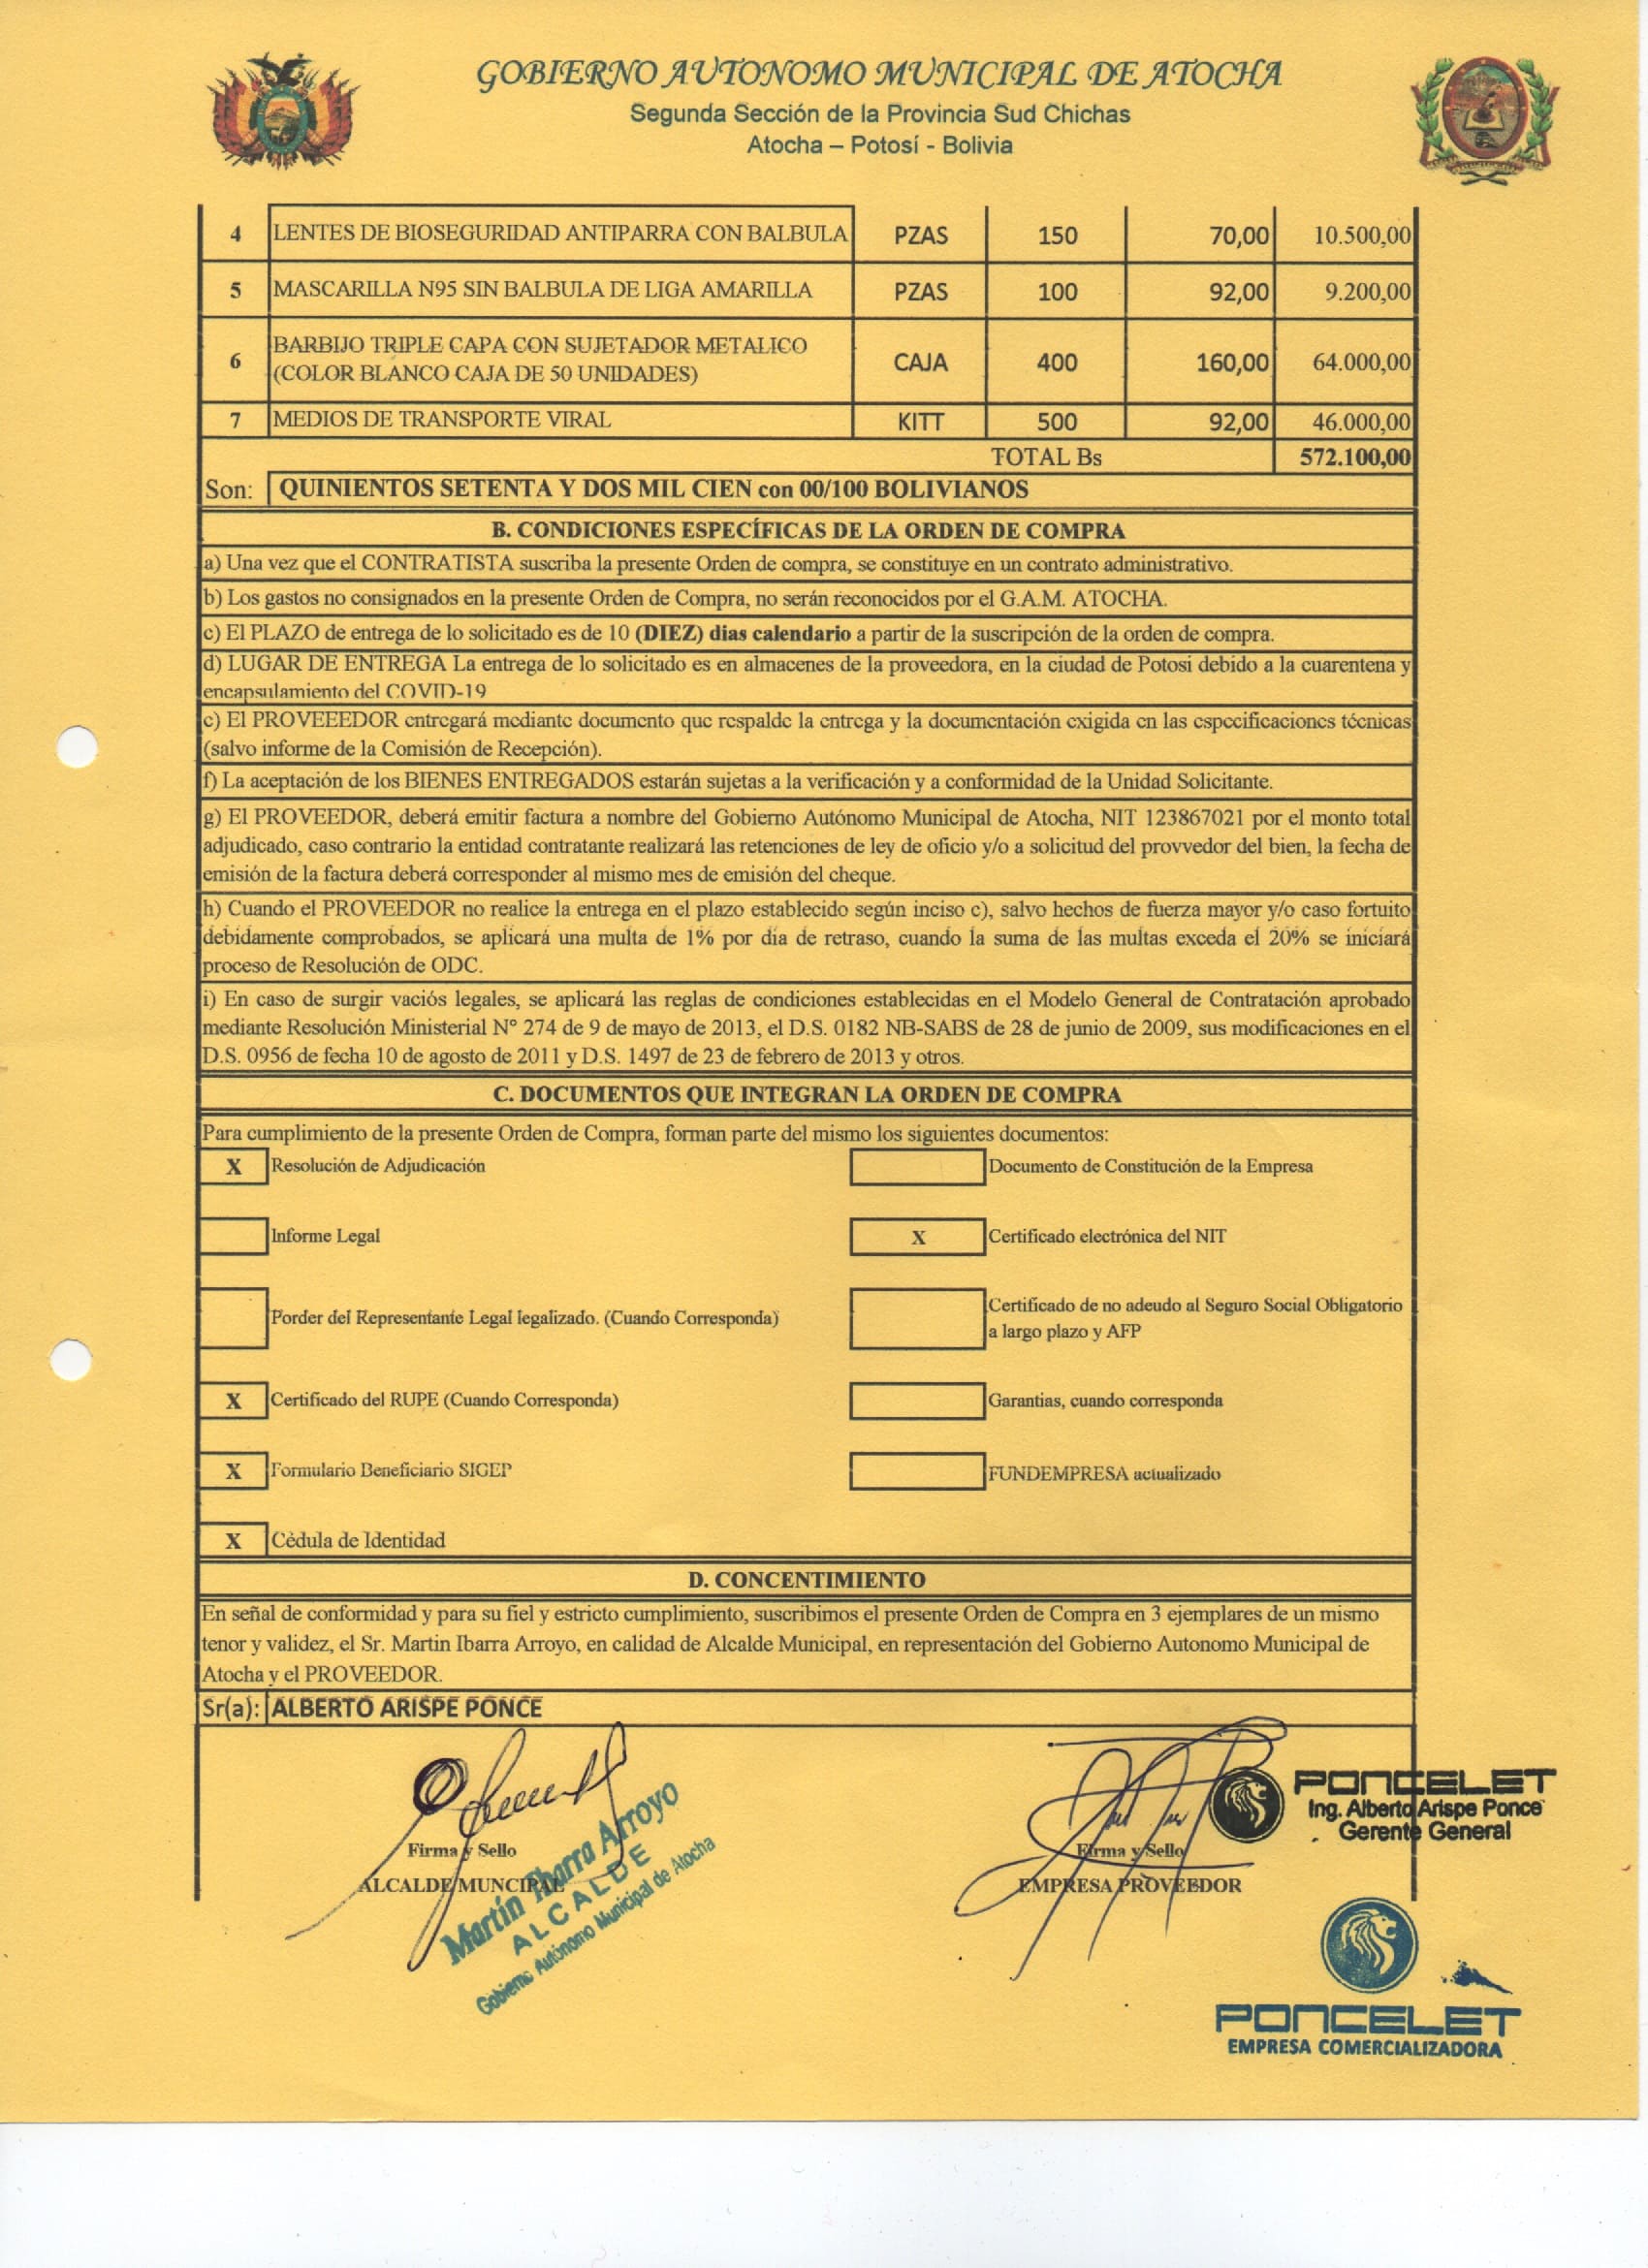 GOBIERNO AUTONOMO MUNICIPAL DE ATOCHA
Segunda Sección de la Provincia Sud Chichas
Atocha – Potosí - Bolivia
4 LENTES DE BIOSEGURIDAD ANTIPARRA CON BALBULA PZAS 150 70,00 10.500,00
5 MASCARILLA N95 SIN BALBULA DE LIGA AMARILLA PZAS 100 92,00 9.200,00
BARBIJO TRIPLE CAPA CON SUJETADOR METALICO
6 (COLOR BLANCO CAJA DE 50 UNIDADES) CAJA 400 160,00 64.000,00
7 MEDIOS DE TRANSPORTE VIRAL KITT 500 92,00 46.000,00
TOTAL Bs 572.100,00
Son: QUINIENTOS SETENTA Y DOS MIL CIEN con 00/100 BOLIVIANOS
B. CONDICIONES ESPECÍFICAS DE LA ORDEN DE COMPRA
a) Una vez que el CONTRATISTA suscriba la presente Orden de compra, se constituye en un contrato administrativo.
b) Los gastos no consignados en la presente Orden de Compra, no serán reconocidos por el G.A.M. ATOCHA.
c) El PLAZO de entrega de lo solicitado es de 10 (DIEZ) dias calendario a partir de la suscripción de la orden de compra.
d) LUGAR DE ENTREGA La entrega de lo solicitado es en almacenes de la proveedora, en la ciudad de Potosi debido a la cuarentena y
encapsulamiento del COVID-19
e) El PROVEEEDOR entregará mediante documento que respalde la entrega y la documentación exigida en las especificaciones técnicas
(salvo informe de la Comisión de Recepción).
f) La aceptación de los BIENES ENTREGADOS estarán sujetas a la verificación y a conformidad de la Unidad Solicitante.
g) El PROVEEDOR, deberá emitir factura a nombre del Gobierno Autónomo Municipal de Atocha, NIT 123867021 por el monto total
adjudicado, caso contrario la entidad contratante realizará las retenciones de ley de oficio y/o a solicitud del provvedor del bien, la fecha de
emisión de la factura deberá corresponder al mismo mes de emisión del cheque.
h) Cuando el PROVEEDOR no realice la entrega en el plazo establecido según inciso c), salvo hechos de fuerza mayor y/o caso fortuito
debidamente comprobados, se aplicará una multa de 1% por día de retraso, cuando la suma de las multas exceda el 20% se iniciará
proceso de Resolución de ODC.
i) En caso de surgir vaciós legales, se aplicará las reglas de condiciones establecidas en el Modelo General de Contratación aprobado
mediante Resolución Ministerial N° 274 de 9 de mayo de 2013, el D.S. 0182 NB-SABS de 28 de junio de 2009, sus modificaciones en el
D.S. 0956 de fecha 10 de agosto de 2011 y D.S. 1497 de 23 de febrero de 2013 y otros.
C. DOCUMENTOS QUE INTEGRAN LA ORDEN DE COMPRA
Para cumplimiento de la presente Orden de Compra, forman parte del mismo los siguientes documentos:
X Resolución de Adjudicación Documento de Constitución de la Empresa
Informe Legal X Certificado electrónica del NIT
Porder del Representante Legal legalizado. (Cuando Corresponda) Certificado de no adeudo al Seguro Social Obligatorio
a largo plazo y AFP
X Certificado del RUPE (Cuando Corresponda) Garantias, cuando corresponda
X Formulario Beneficiario SIGEP FUNDEMPRESA actualizado
X Cédula de Identidad
D. CONCENTIMIENTO
En señal de conformidad y para su fiel y estricto cumplimiento, suscribimos el presente Orden de Compra en 3 ejemplares de un mismo
tenor y validez, el Sr. Martin Ibarra Arroyo, en calidad de Alcalde Municipal, en representación del Gobierno Autonomo Municipal de
Atocha y el PROVEEDOR.
Sr(a): ALBERTO ARISPE PONCE
Firma y Sello
ALCALDE MUNCIPAL
Martín Ibarra Arroyo
ALCALDE
Gobierno Autónomo Municipal de Atocha
Firma y Sello
EMPRESA PROVEEDOR
PONCELET
Ing. Alberto Arispe Ponce
Gerente General
PONCELET
EMPRESA COMERCIALIZADORA